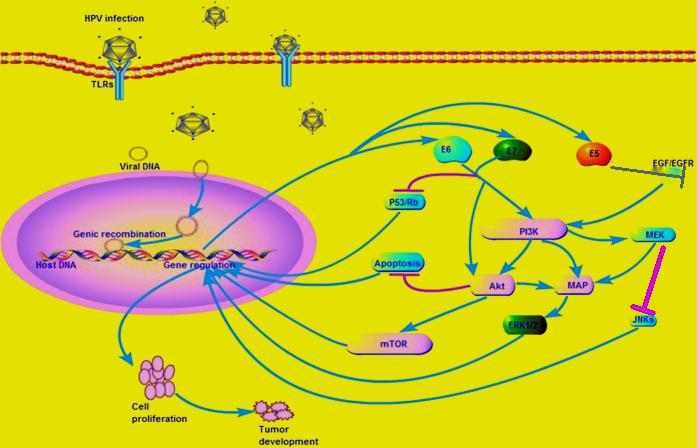 HPV infection
TLRs
Viral DNA
E6
E7
E5
EGF/EGFR
P53/Rb
Genic recombination
PI3K
MEK
Host DNA
Gene regulation
Apoptosis
Akt
MAP
ERK1/2
JNKs
mTOR
Cell
proliferation
Tumor
development